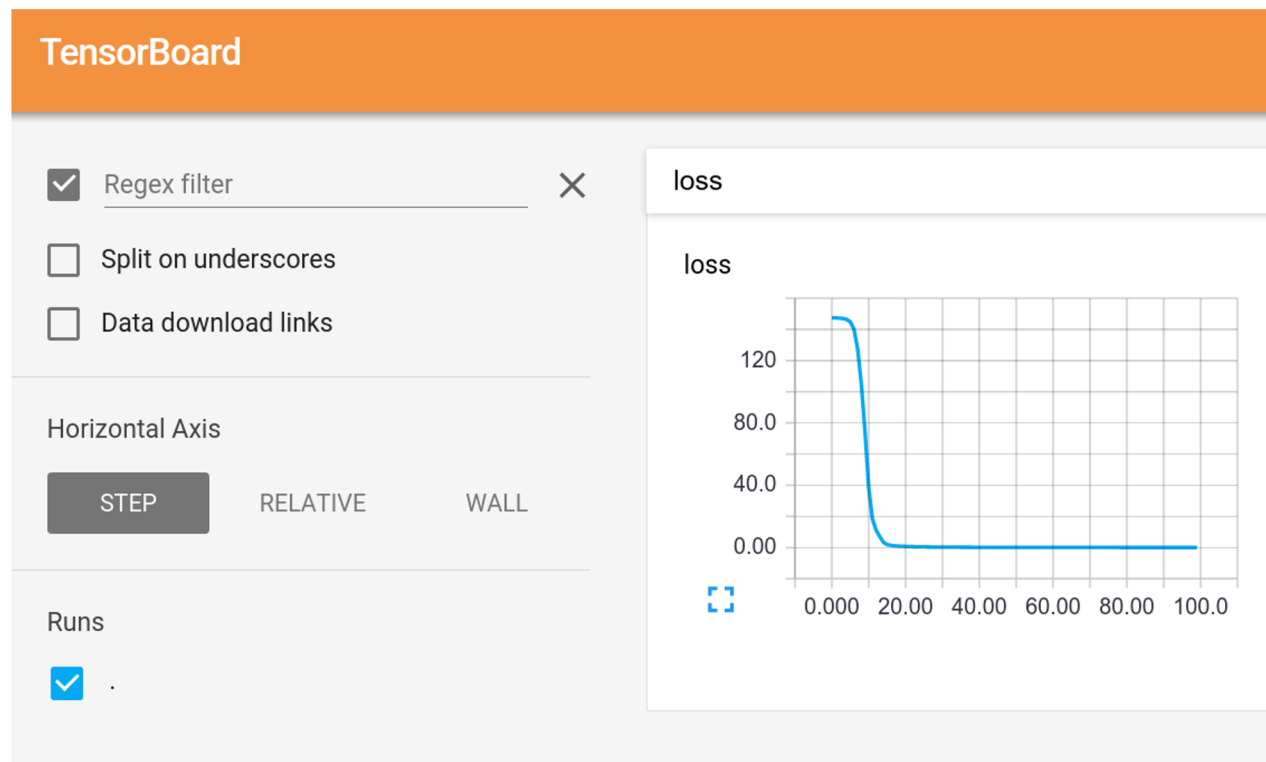 TensorBoard
Regex filter
Split on underscores
Data download links
Horizontal Axis
STEP RELATIVE WALL
Runs
.
loss
loss
120
80.0
40.0
0.00
0.000 20.00 40.00 60.00 80.00 100.0